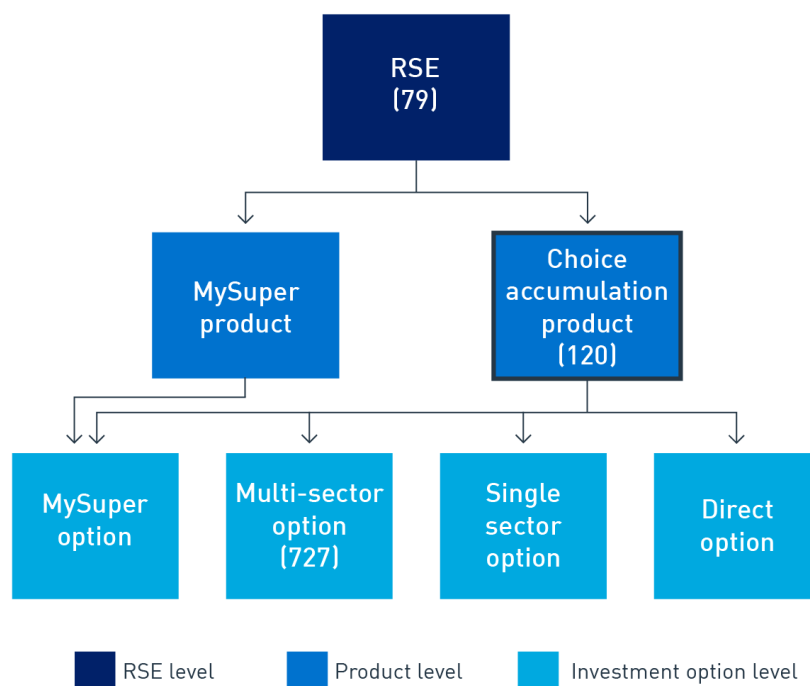 RSE
(79)
MySuper
product
Choice
accumulation
product
(120)
MySuper
option
Multi-sector
option
(727)
Single
sector
option
Direct
option
RSE level
Product level
Investment option level